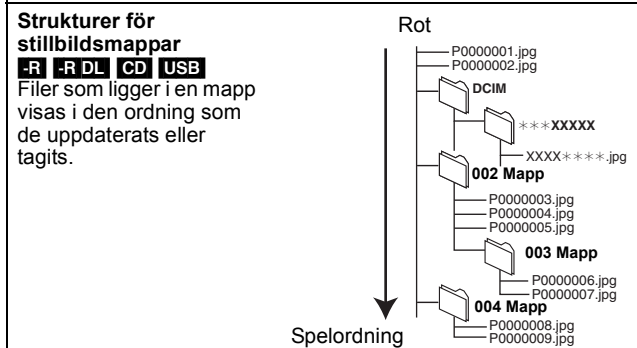 Strukturer för
stillbildsmappar
-R -R DL CD USB
Filer som ligger i en mapp
visas i den ordning som
de uppdaterats eller
tagits.
Rot
P0000001.jpg
P0000002.jpg
DCIM
✳✳✳XXXXX
XXXX✳✳✳✳.jpg
002 Mapp
P0000003.jpg
P0000004.jpg
P0000005.jpg
003 Mapp
P0000006.jpg
P0000007.jpg
004 Mapp
P0000008.jpg
P0000009.jpg
Spelordning